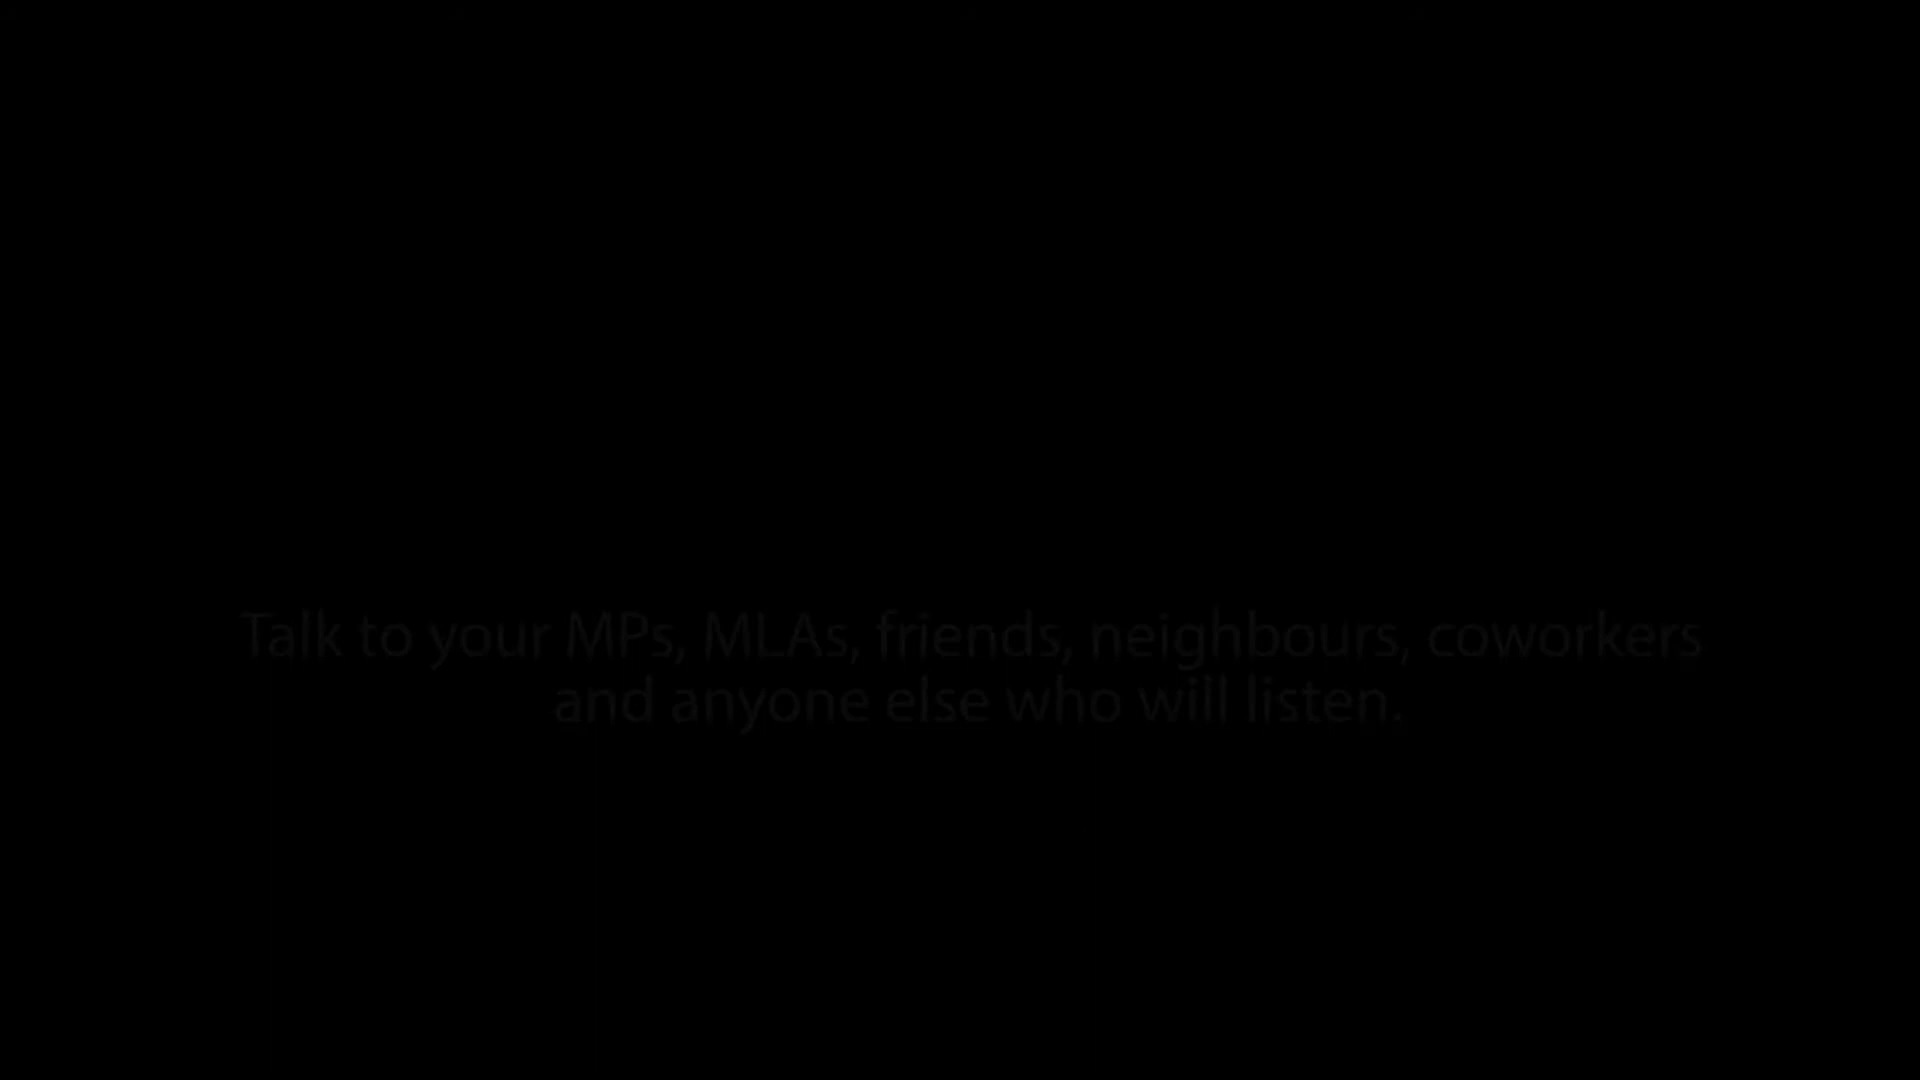 Talk to your MPs, MLAs, friends, neighbours, coworkers
and anyone else who will listen.